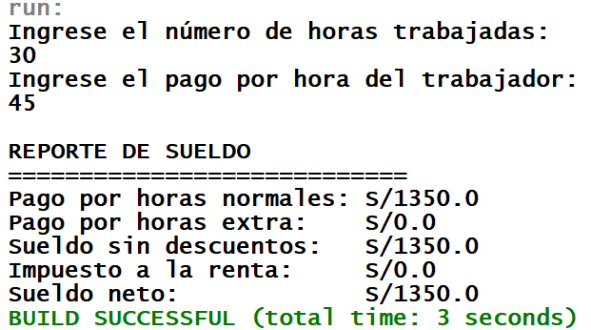 run:
Ingrese el número de horas trabajadas:
30
Ingrese el pago por hora del trabajador:
45
REPORTE DE SUELDO
============================
Pago por horas normales: S/1350.0
Pago por horas extra: S/0.0
Sueldo sin descuentos: S/1350.0
Impuesto a la renta: S/0.0
Sueldo neto: S/1350.0
BUILD SUCCESSFUL (total time: 3 seconds)